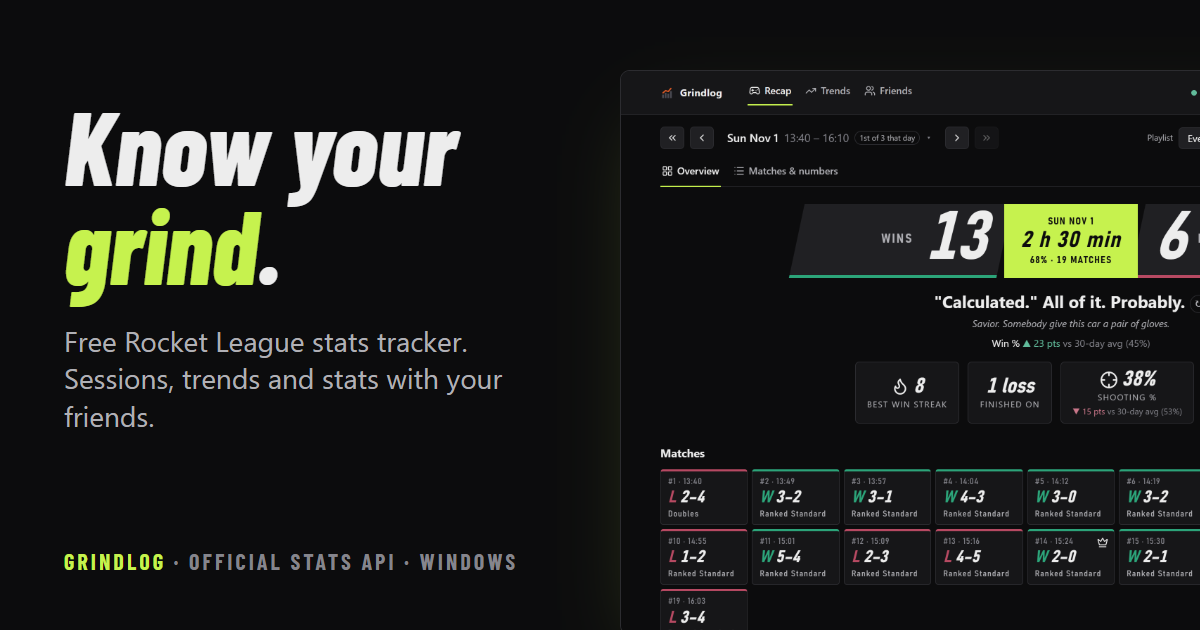 Know your
grind.
Free Rocket League stats tracker.
Sessions, trends and stats with your
friends.
GRINDLOG · OFFICIAL STATS API · WINDOWS
Grindlog
Recap
Trends
Friends
Sun Nov 1 13:40 – 16:10 1st of 3 that day
Playlist
Overview
Matches & numbers
WINS 13
SUN NOV 1
2 h 30 min
68% · 19 MATCHES
6
"Calculated." All of it. Probably.
Savior. Somebody give this car a pair of gloves.
Win % ▲ 23 pts vs 30-day avg (45%)
8
BEST WIN STREAK
1 loss
FINISHED ON
38%
SHOOTING %
▼ 15 pts vs 30-day avg (53%)
Matches
#1 · 13:40
L 2–4
Doubles
#2 · 13:49
W 3–2
Ranked Standard
#3 · 13:57
W 3–1
Ranked Standard
#4 · 14:04
W 4–3
Ranked Standard
#5 · 14:12
W 3–0
Ranked Standard
#6 · 14:19
W 3–2
Ranked Standard
#10 · 14:55
L 1–2
Ranked Standard
#11 · 15:01
W 5–4
Ranked Standard
#12 · 15:09
L 2–3
Ranked Standard
#13 · 15:16
L 4–5
Ranked Standard
#14 · 15:24
W 2–0
Ranked Standard
#15 · 15:30
W 2–1
Ranked Standard
#19 · 16:03
L 3–4